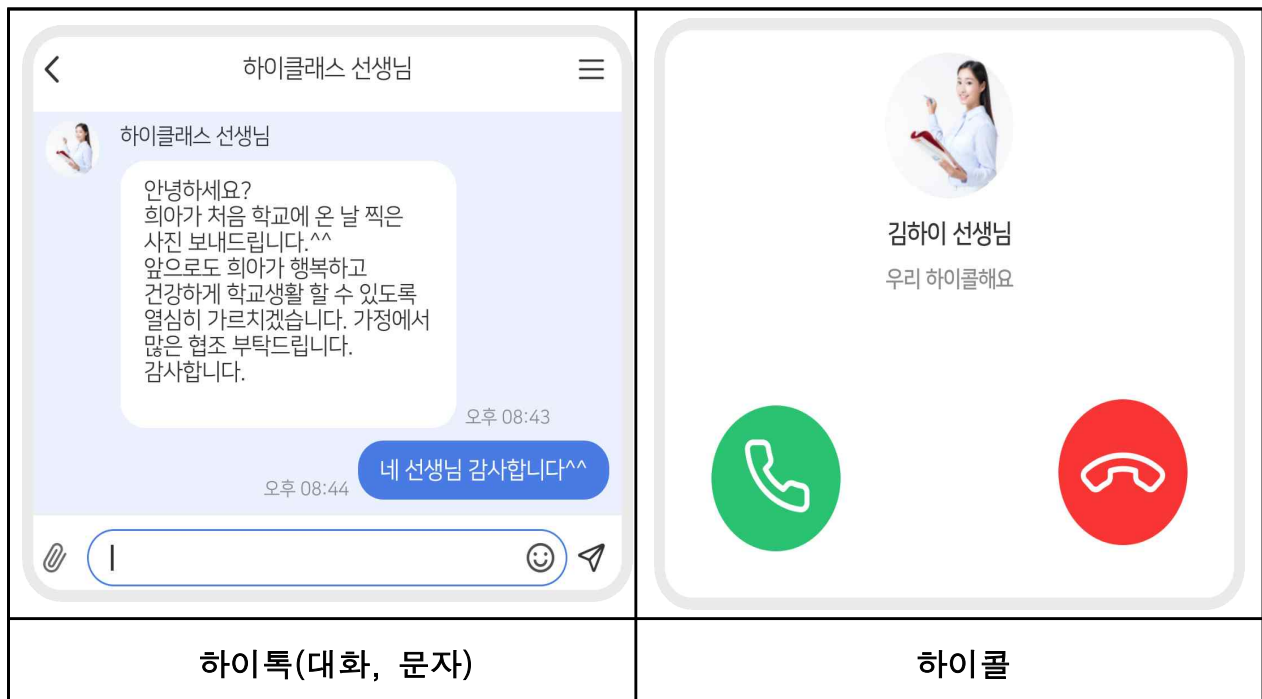 하이클래스 선생님
하이클래스 선생님
안녕하세요?
희아가 처음 학교에 온 날 찍은
사진 보내드립니다.^^
앞으로도 희아가 행복하고
건강하게 학교생활 할 수 있도록
열심히 가르치겠습니다. 가정에서
많은 협조 부탁드립니다.
감사합니다.
오후 08:43
네 선생님 감사합니다^^
오후 08:44
하이톡(대화, 문자)
김하이 선생님
우리 하이콜해요
하이콜